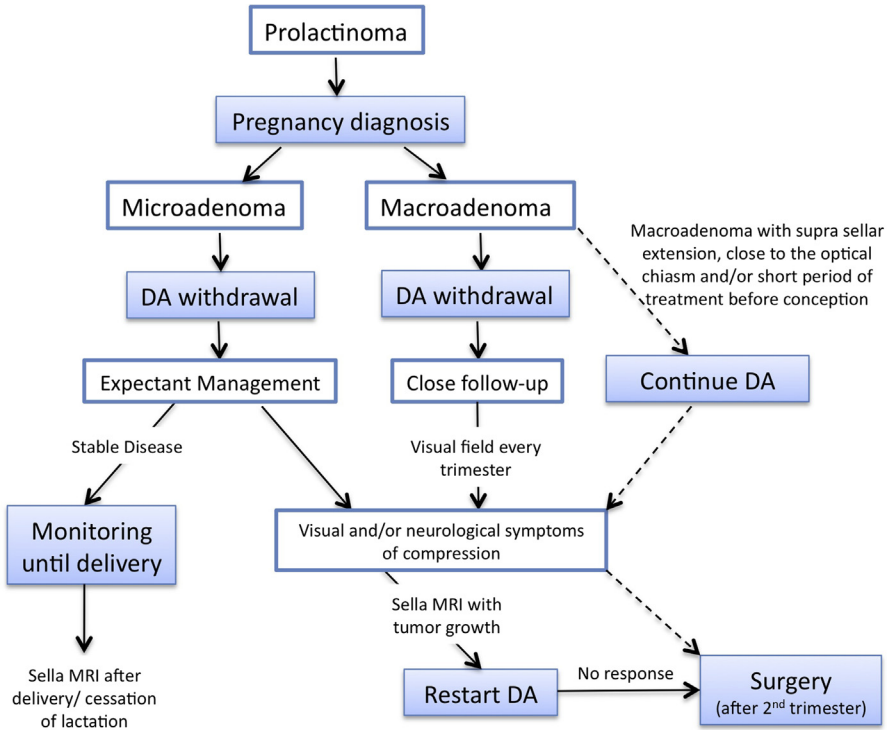 Prolactinoma
Pregnancy diagnosis
Microadenoma
Macroadenoma
Macroadenoma with supra sellar
extension, close to the optical
chiasm and/or short period of
treatment before conception
DA withdrawal
DA withdrawal
Expectant Management
Close follow-up
Continue DA
Stable Disease
Visual field every
trimester
Monitoring
until delivery
Visual and/or neurological symptoms
of compression
Sella MRI with
tumor growth
Sella MRI after
delivery/ cessation
of lactation
Restart DA
No response
Surgery
(after 2nd trimester)